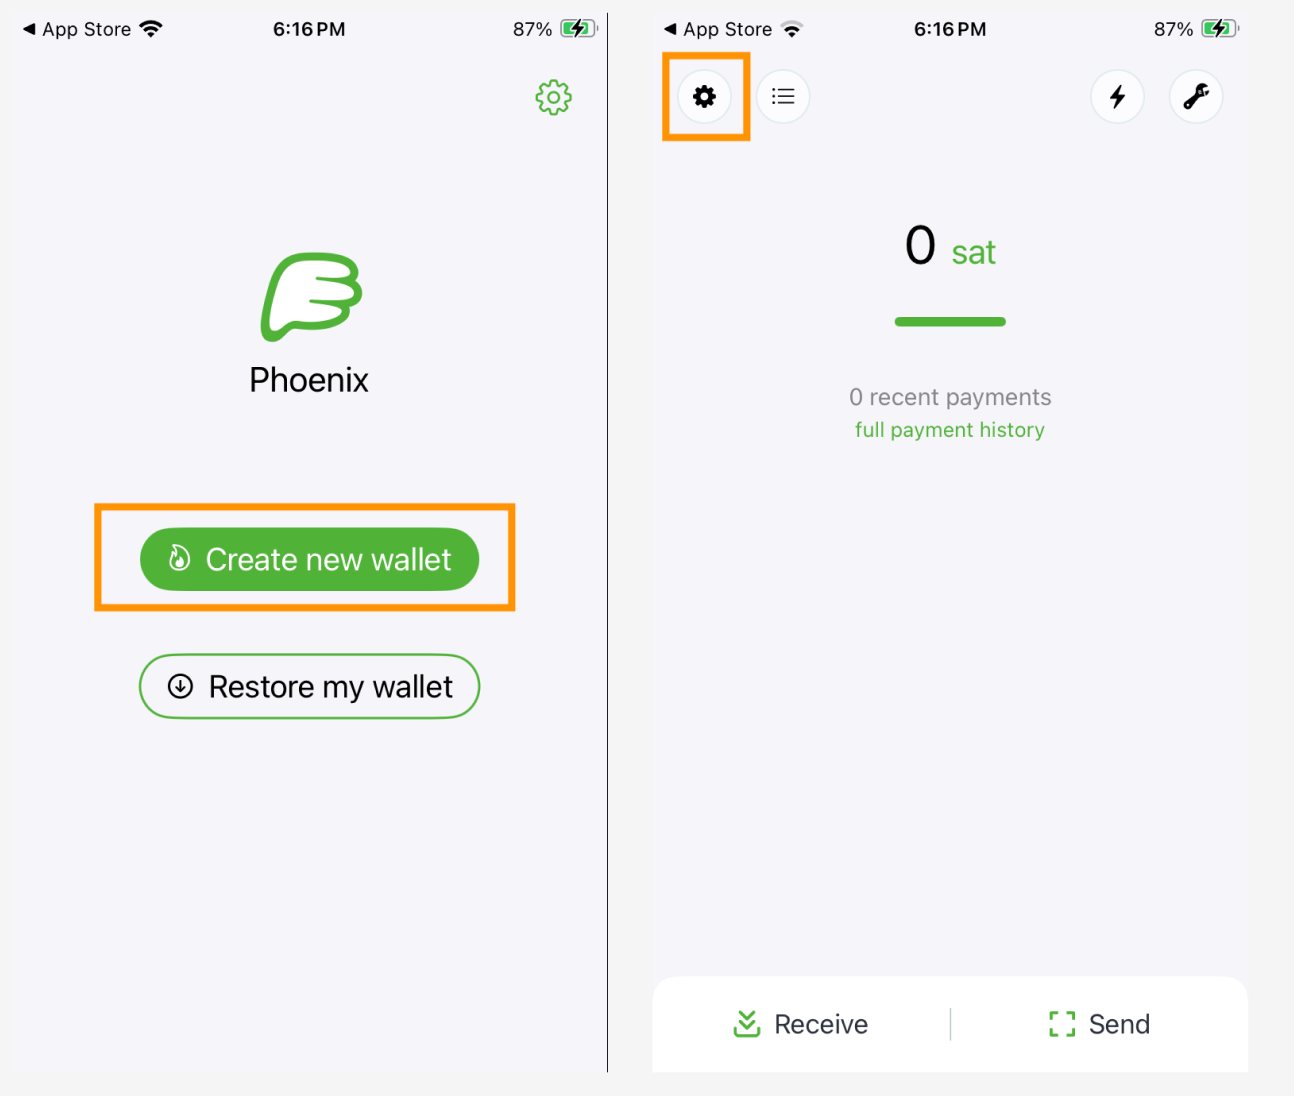 ◀ App Store 6:16 PM 87%
Phoenix
Create new wallet
Restore my wallet
◀ App Store 6:16 PM 87%
0 sat
0 recent payments
full payment history
Receive
Send